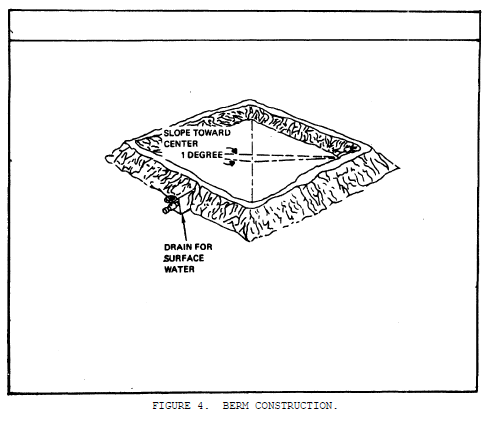 SLOPE TOWARD
CENTER
1 DEGREE
DRAIN FOR
SURFACE
WATER
FIGURE 4. BERM CONSTRUCTION.